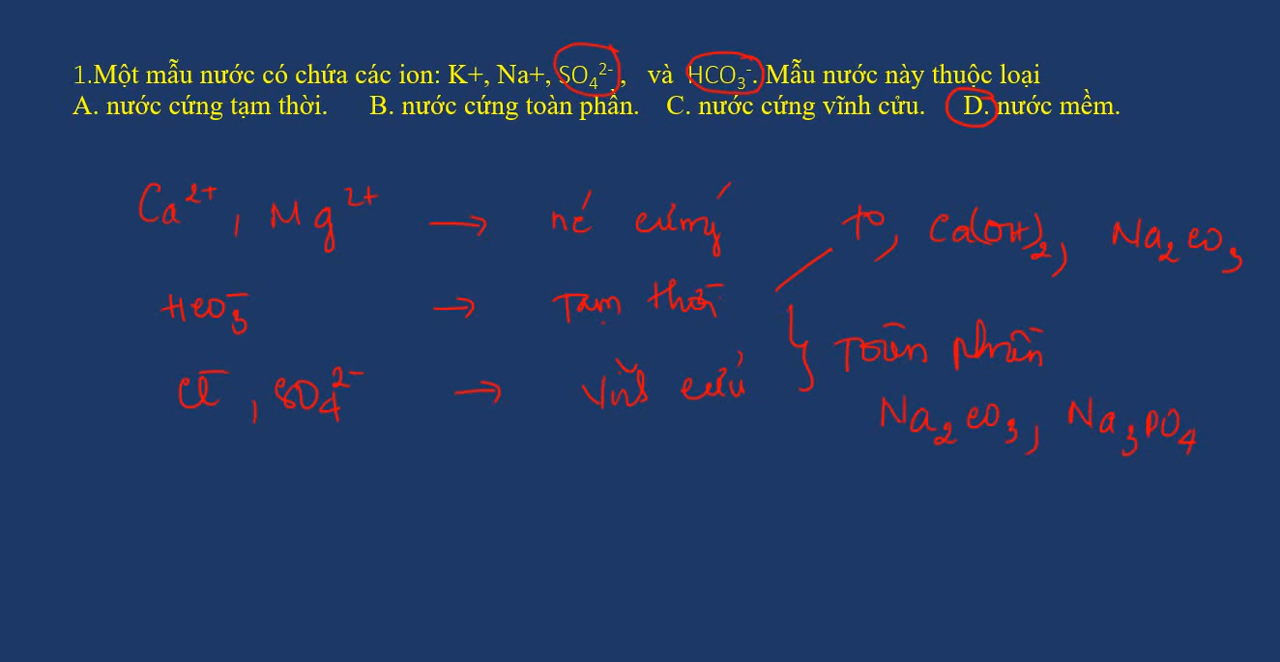 1.Một mẫu nước có chứa các ion: K+, Na+, SO₄²⁻, và HCO₃⁻. Mẫu nước này thuộc loại
A. nước cứng tạm thời. B. nước cứng toàn phần. C. nước cứng vĩnh cửu. D. nước mềm.
Ca²⁺, Mg²⁺ → cứng t⁰, Ca(OH)₂, Na₂CO₃
HCO₃⁻ → Tạm thời
Toàn phần
Cl⁻, SO₄²⁻ → cửu
Na₂CO₃, Na₃PO₄